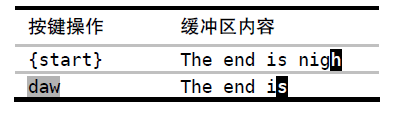 按键操作 缓冲区内容
{start} The end is nigh
daw The end is